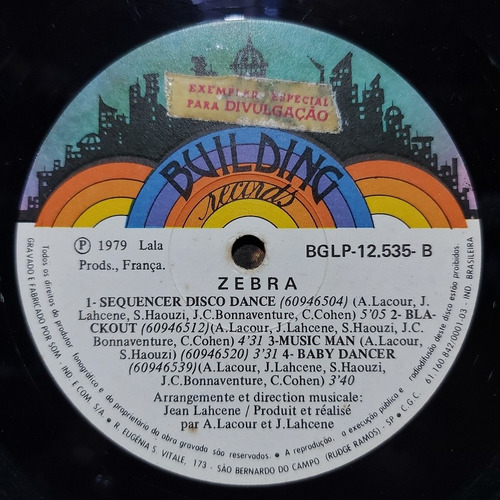 EXEMPLAR ESPECIAL
PARA DIVULGAÇÃO
BUILDING
records
Ⓟ 1979 Lala
Prods., França.
BGLP-12.535- B
ZEBRA
1- SEQUENCER DISCO DANCE (60946504) (A.Lacour, J.
Lahcene, S.Haouzi, J.C.Bonnaventure, C.Cohen) 5'05 2- BLA-
CKOUT (60946512)(A.Lacour, J.Lahcene, S.Haouzi, J.C.
Bonnaventure, C.Cohen) 4'31 3-MUSIC MAN (A.Lacour,
S.Haouzi) (60946520) 3'31 4- BABY DANCER
(60946539)(A.Lacour, J.Lahcene, S.Haouzi,
J.C.Bonnaventure, C.Cohen) 3'40
Arrangemente et direction musicale:
Jean Lahcene / Produit et réalisé
par A.Lacour et J.Lahcene
Todos os direitos do produtor fonográfico e do proprietário da obra gravada são reservados. • A reprodução, a execução pública e radiodifusão deste disco estão proibidas.
GRAVADO E FABRICADO POR SOM - IND. E COM. S/A • R. EUGÊNIA S. VITALE, 173 - SÃO BERNARDO DO CAMPO (RUDGE RAMOS) - SP • C.G.C. 61.160.842/0001-03 - IND. BRASILEIRA